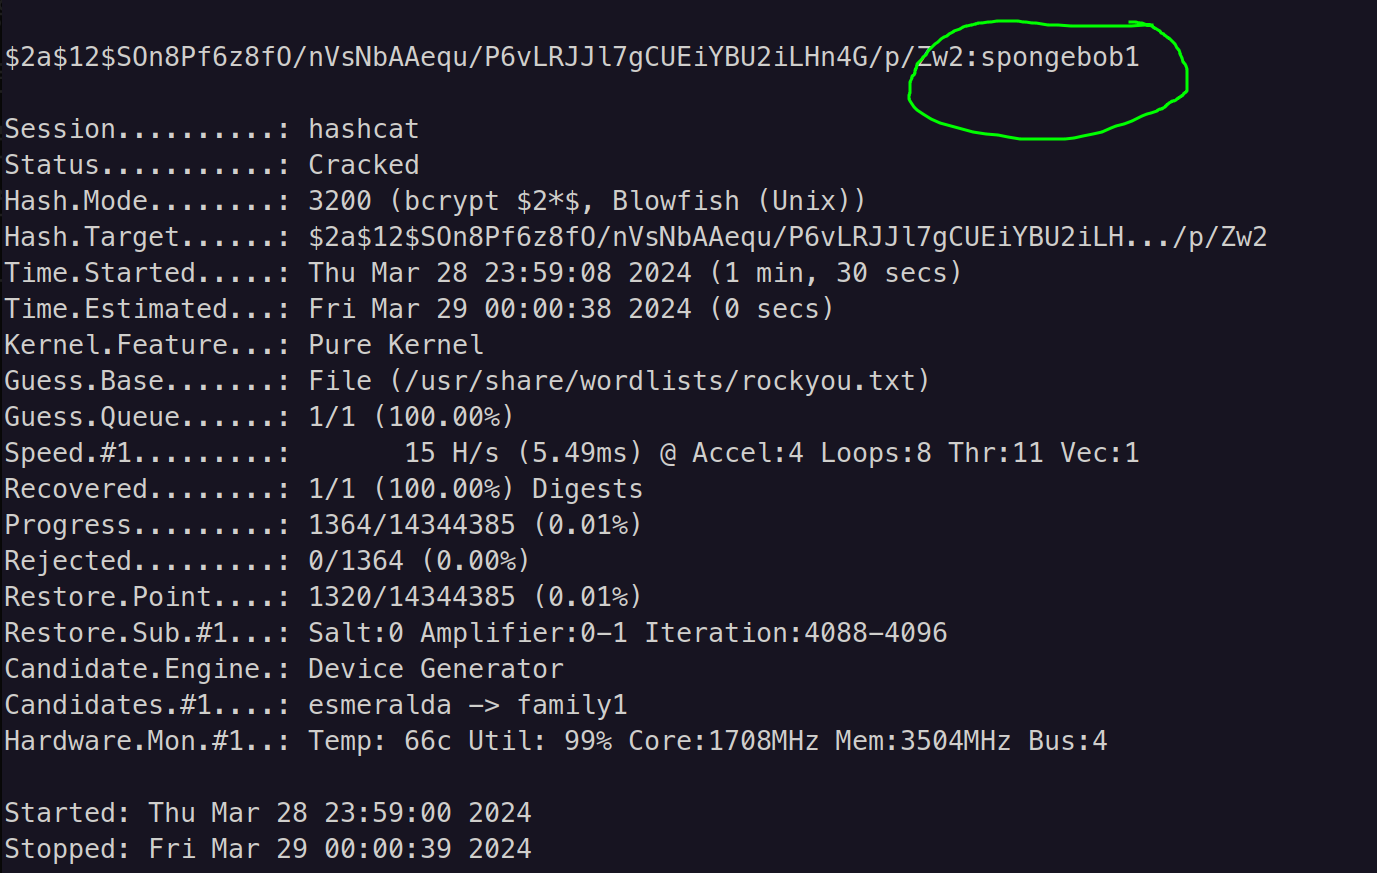 $2a$12$SOn8Pf6z8fO/nVsNbAAequ/P6vLRJJl7gCUEiYBU2iLHn4G/p/Zw2:spongebob1
Session..........: hashcat
Status...........: Cracked
Hash.Mode........: 3200 (bcrypt $2*$, Blowfish (Unix))
Hash.Target......: $2a$12$SOn8Pf6z8fO/nVsNbAAequ/P6vLRJJl7gCUEiYBU2iLH.../p/Zw2
Time.Started.....: Thu Mar 28 23:59:08 2024 (1 min, 30 secs)
Time.Estimated...: Fri Mar 29 00:00:38 2024 (0 secs)
Kernel.Feature...: Pure Kernel
Guess.Base.......: File (/usr/share/wordlists/rockyou.txt)
Guess.Queue......: 1/1 (100.00%)
Speed.#1.........:       15 H/s (5.49ms) @ Accel:4 Loops:8 Thr:11 Vec:1
Recovered........: 1/1 (100.00%) Digests
Progress.........: 1364/14344385 (0.01%)
Rejected.........: 0/1364 (0.00%)
Restore.Point....: 1320/14344385 (0.01%)
Restore.Sub.#1...: Salt:0 Amplifier:0-1 Iteration:4088-4096
Candidate.Engine.: Device Generator
Candidates.#1....: esmeralda -> family1
Hardware.Mon.#1..: Temp: 66c Util: 99% Core:1708MHz Mem:3504MHz Bus:4
Started: Thu Mar 28 23:59:00 2024
Stopped: Fri Mar 29 00:00:39 2024